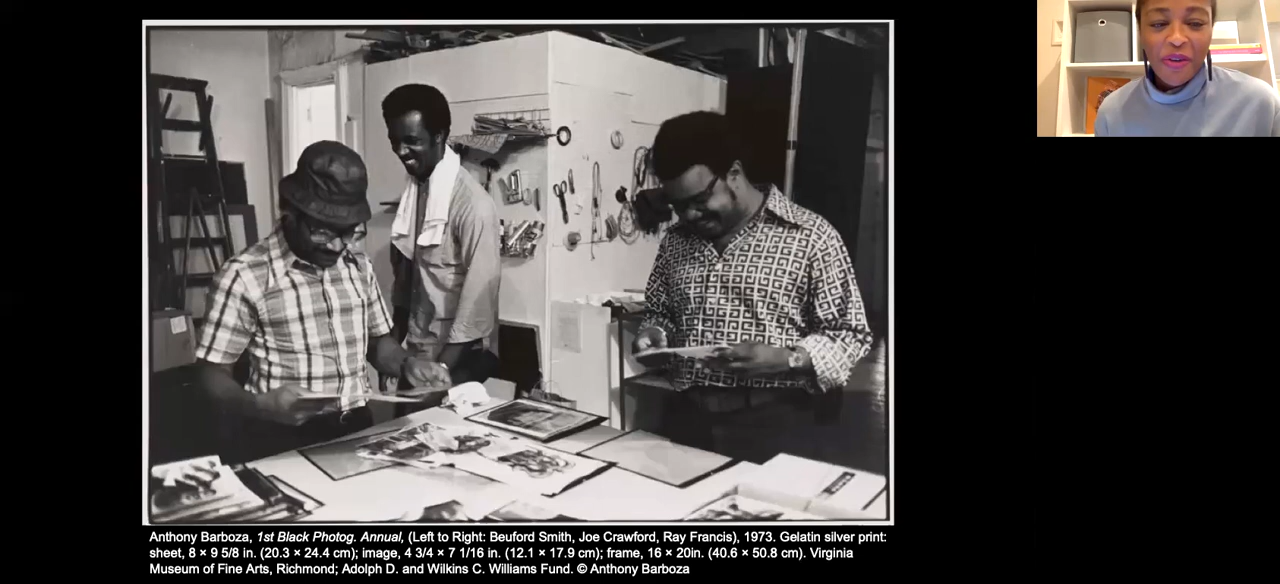 Anthony Barboza, 1st Black Photog. Annual, (Left to Right: Beuford Smith, Joe Crawford, Ray Francis), 1973. Gelatin silver print:
sheet, 8 × 9 5/8 in. (20.3 × 24.4 cm); image, 4 3/4 × 7 1/16 in. (12.1 × 17.9 cm); frame, 16 × 20in. (40.6 × 50.8 cm). Virginia
Museum of Fine Arts, Richmond; Adolph D. and Wilkins C. Williams Fund. © Anthony Barboza